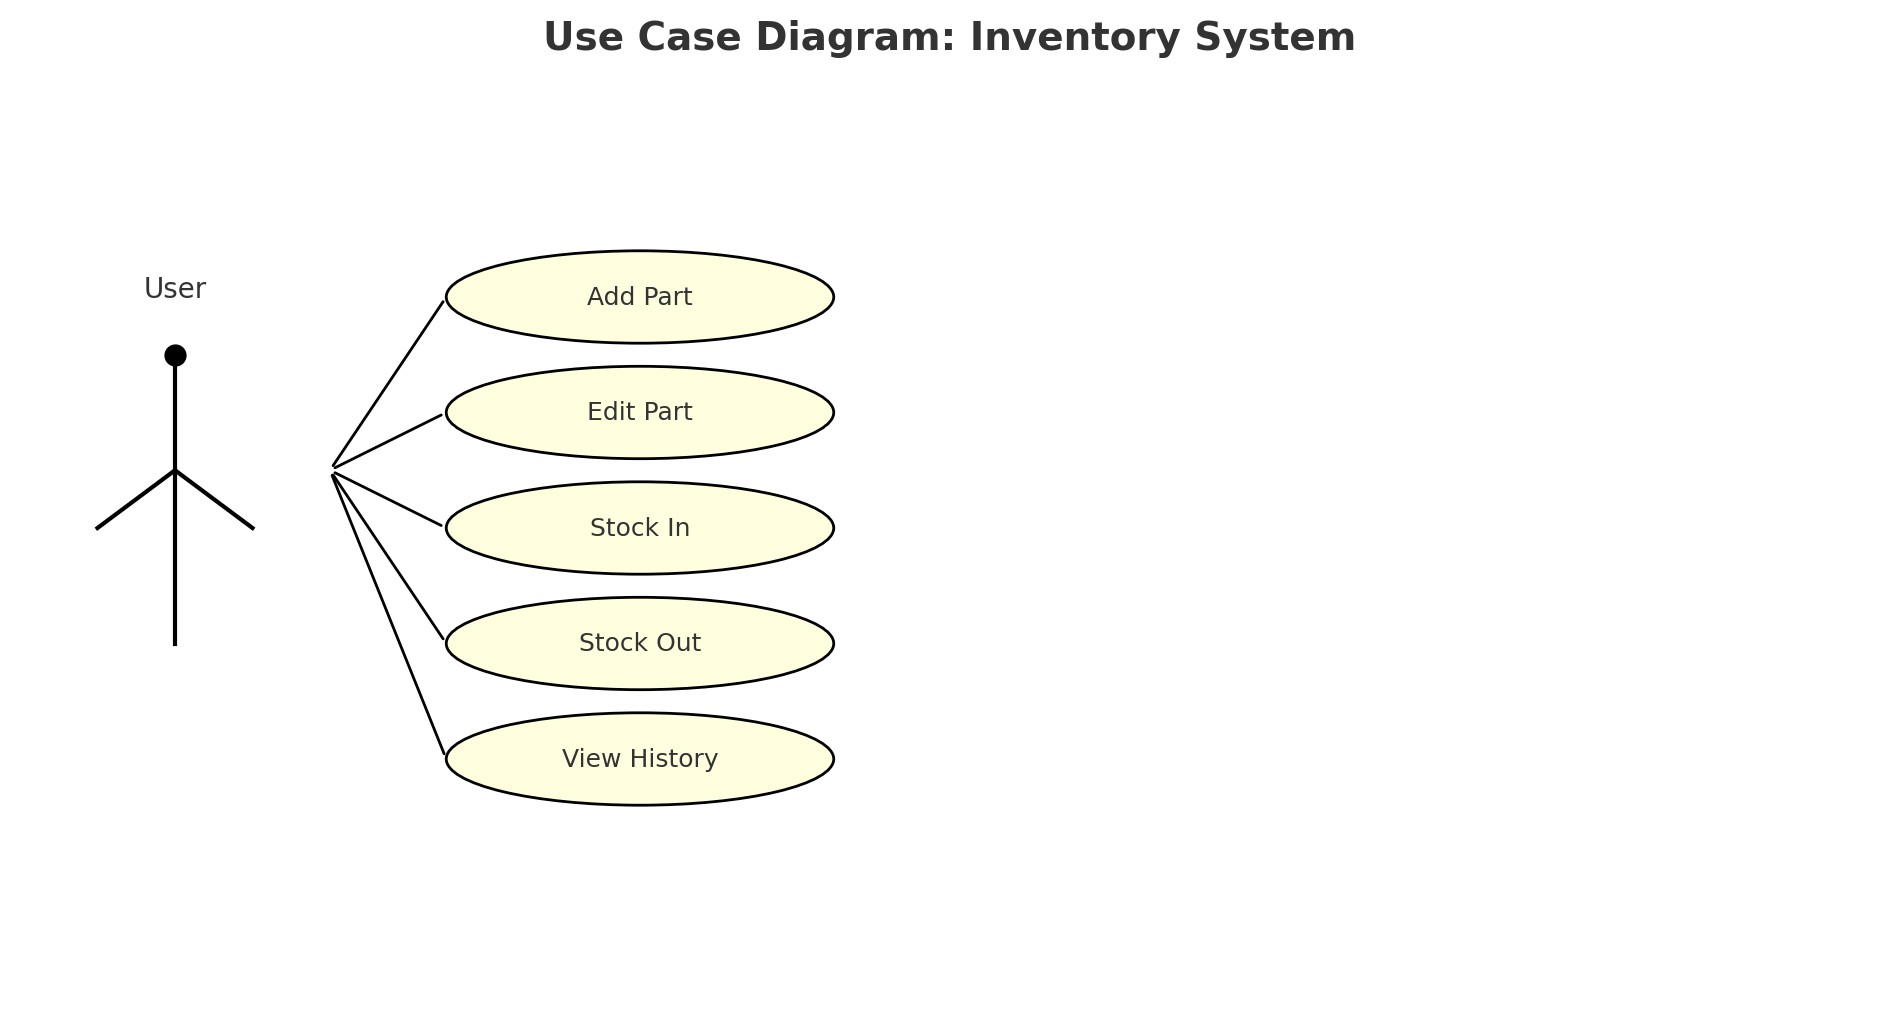 Use Case Diagram: Inventory System
User
Add Part
Edit Part
Stock In
Stock Out
View History